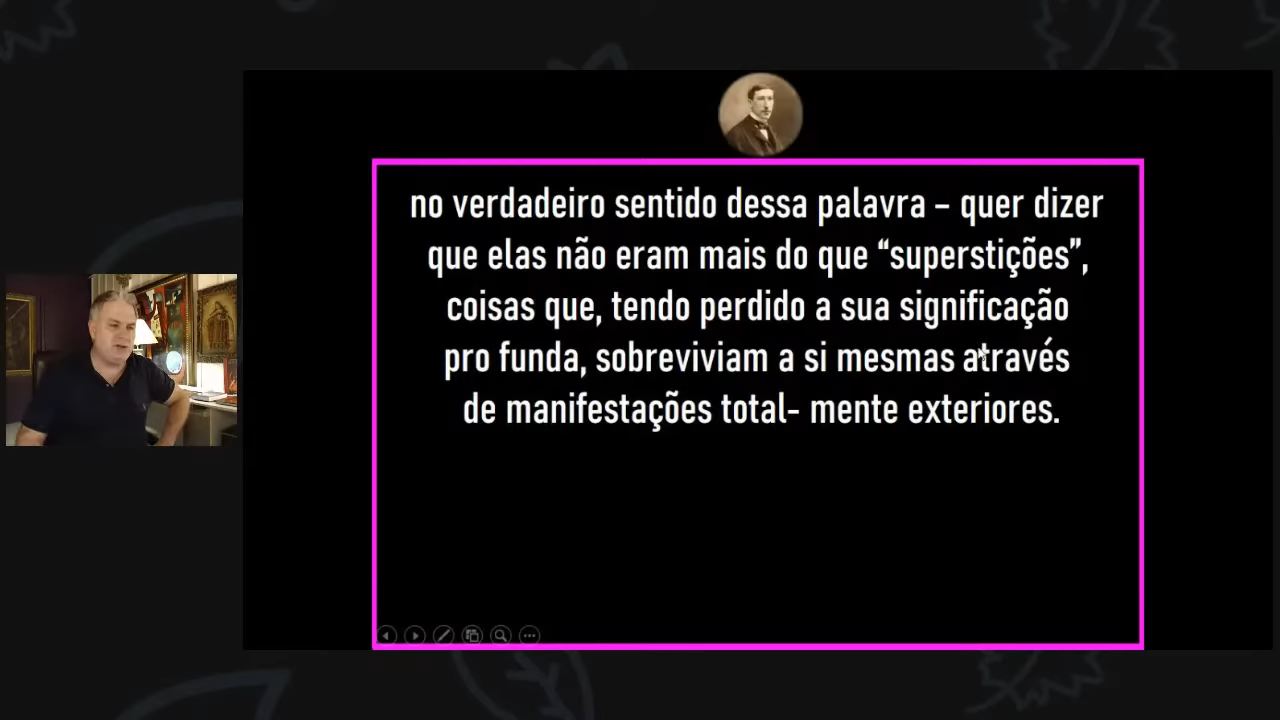 no verdadeiro sentido dessa palavra – quer dizer
que elas não eram mais do que “superstições”,
coisas que, tendo perdido a sua significação
pro funda, sobreviviam a si mesmas através
de manifestações total- mente exteriores.